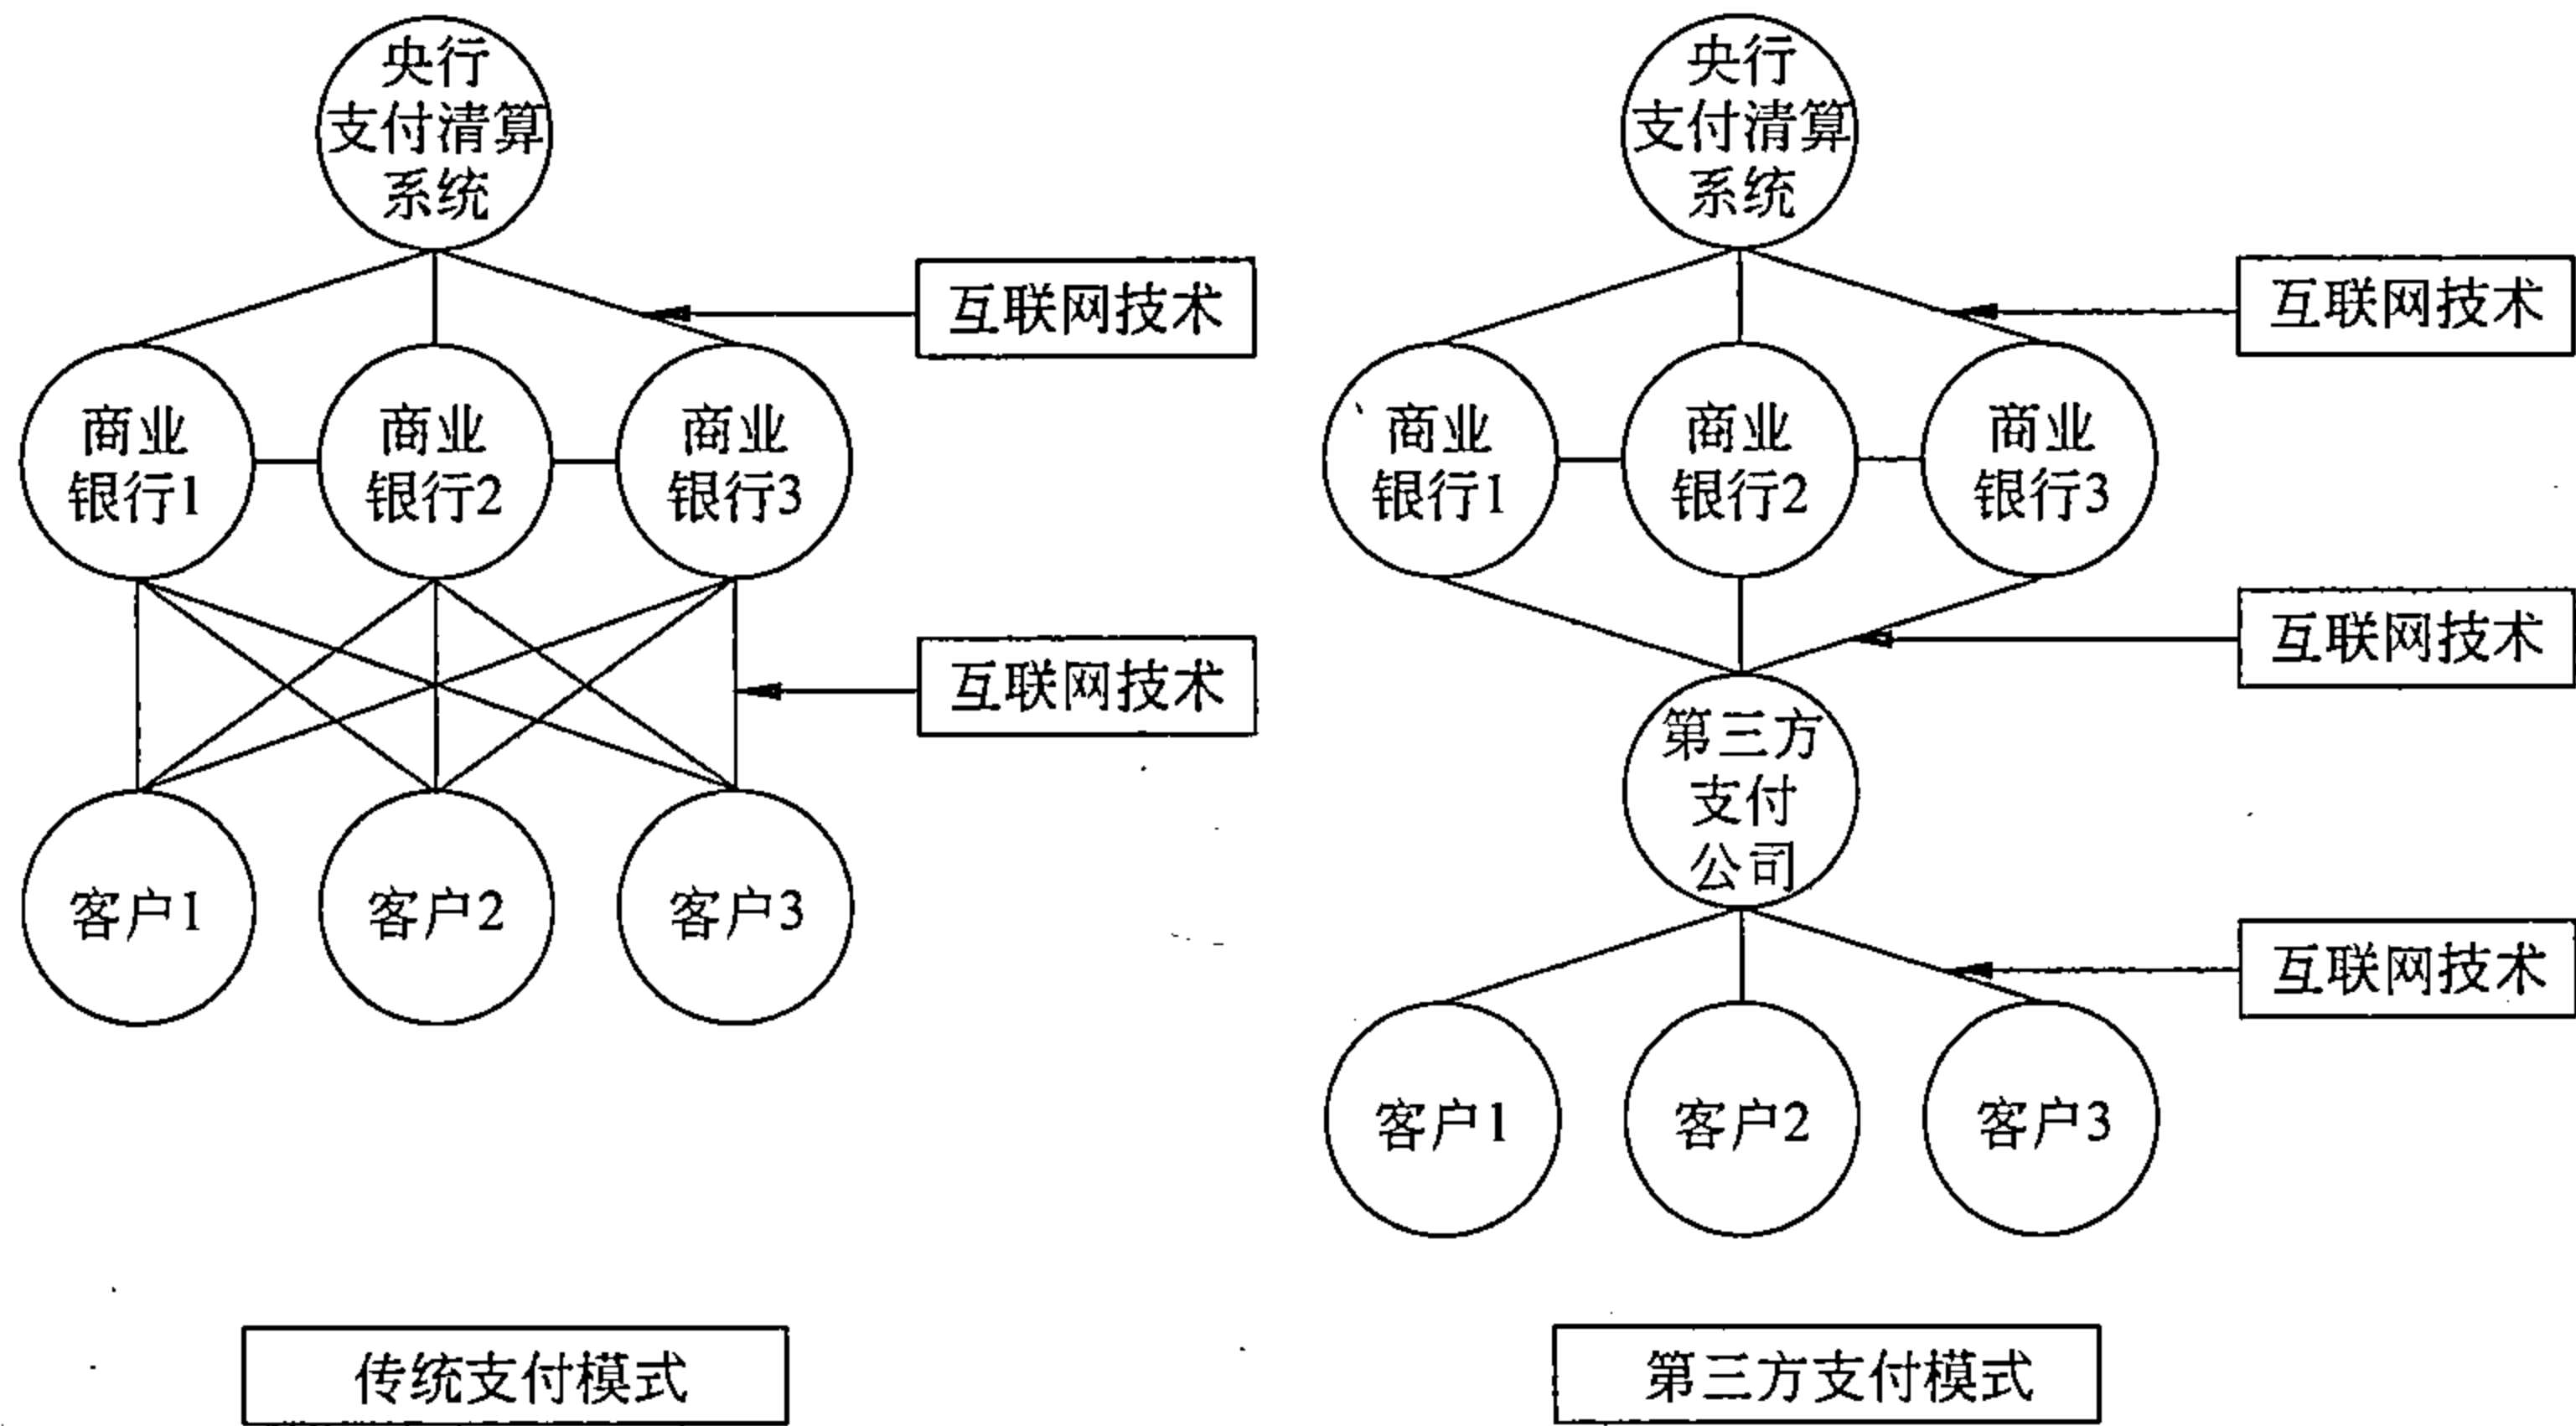 央行
支付清算
系统
互联网技术
商业
银行1
商业
银行2
商业
银行3
互联网技术
客户1
客户2
客户3
传统支付模式
央行
支付清算
系统
互联网技术
商业
银行1
商业
银行2
商业
银行3
互联网技术
第三方
支付
公司
互联网技术
客户1
客户2
客户3
第三方支付模式